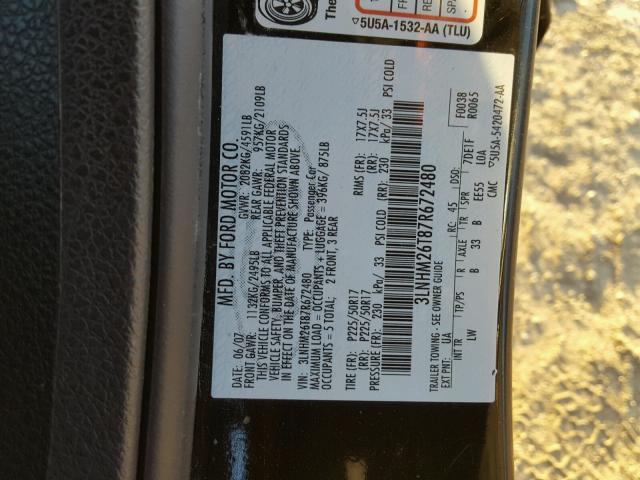 The
5U5A-1532-AA (TLU)
MFD. BY FORD MOTOR CO.
DATE: 06/07 GVWR: 2082KG/4591LB
FRONT GAWR: 1132KG/2495LB REAR GAWR: 957KG/2109LB
THIS VEHICLE CONFORMS TO ALL APPLICABLE FEDERAL MOTOR
VEHICLE SAFETY, BUMPER, AND THEFT PREVENTION STANDARDS
IN EFFECT ON THE DATE OF MANUFACTURE SHOWN ABOVE.
VIN: 3LNHM26T87R672480 TYPE: Passenger Car
MAXIMUM LOAD = OCCUPANTS + LUGGAGE = 396KG/ 875LB
OCCUPANTS = 5 TOTAL; 2 FRONT, 3 REAR
TIRE (FR): P225/50R17 RIMS (FR): 17X7.5J
(RR): P225/50R17 (RR): 17X7.5J
PRESSURE (FR): 230 kPa/ 33 PSI COLD (RR): 230 kPa/ 33 PSI COLD
3LNHM26T87R672480
TRAILER TOWING - SEE OWNER GUIDE
EXT PNT: UA RC: 45 DSO: F0038
R0065
INT TR TP/PS R AXLE TR SPR 7DE1F
LW B 33 B EE55 L0A
CMC 5U5A-5420472-AA